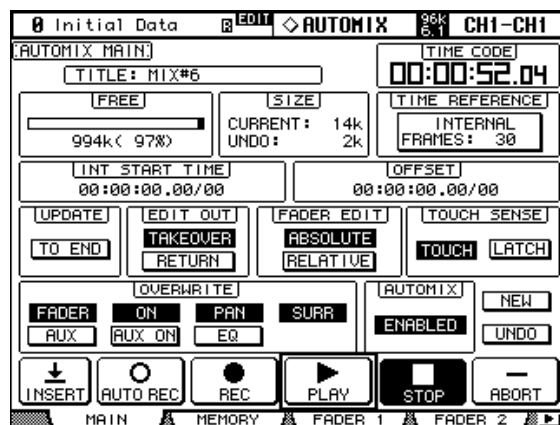 0 Initial Data EDIT AUTOMIX 96k 6.1 CH1-CH1
AUTOMIX MAIN
TITLE: MIX#6
TIME CODE
00:00:52.04
FREE
994k( 97%)
SIZE
CURRENT: 14k
UNDO: 2k
TIME REFERENCE
INTERNAL
FRAMES: 30
INT START TIME
00:00:00.00/00
OFFSET
00:00:00.00/00
UPDATE
TO END
EDIT OUT
TAKEOVER
RETURN
FADER EDIT
ABSOLUTE
RELATIVE
TOUCH SENSE
TOUCH LATCH
OVERWRITE
FADER ON PAN SURR
AUX AUX ON EQ
AUTOMIX
ENABLED
NEW
UNDO
INSERT AUTO REC REC PLAY STOP ABORT
MAIN MEMORY FADER 1 FADER 2